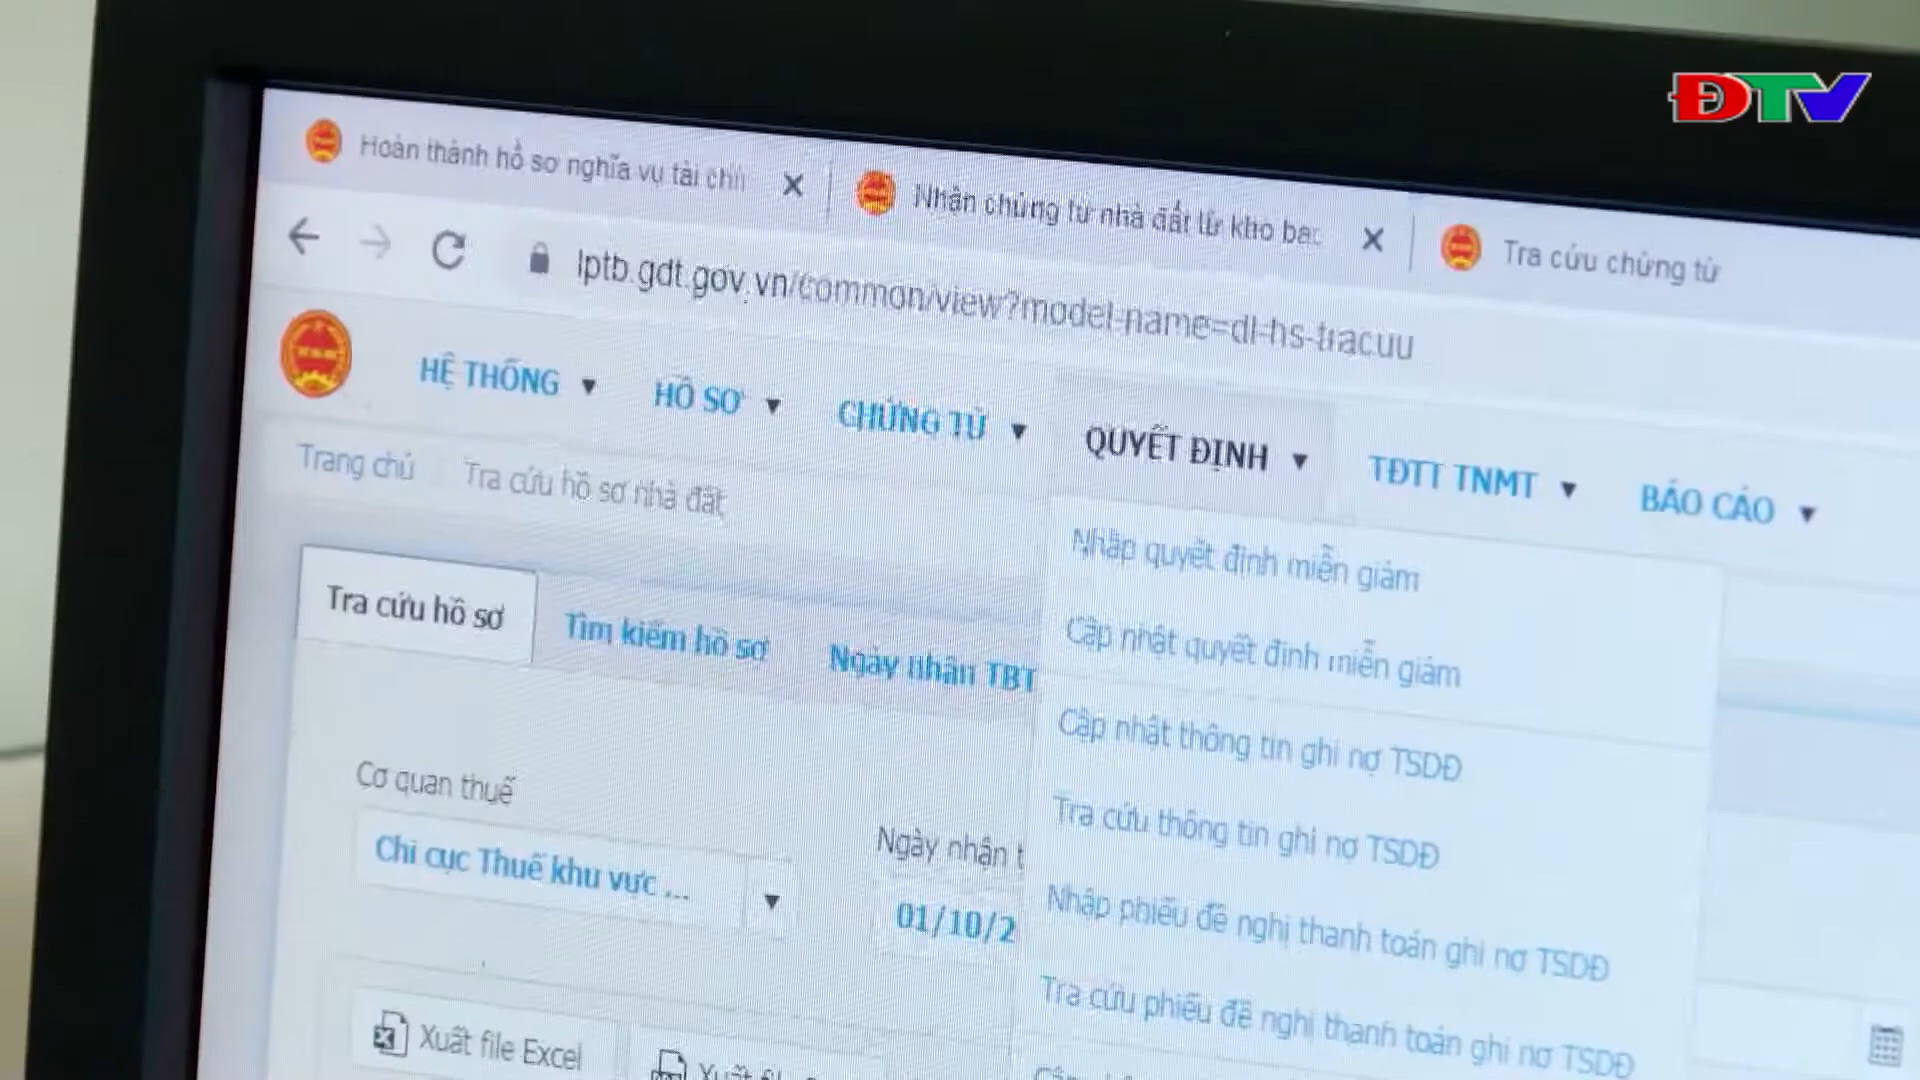 ĐTV
Hoàn thành hồ sơ nghĩa vụ tài chín
Nhận chứng từ nhà đất từ kho bạc
Tra cứu chứng từ
lptb.gdt.gov.vn/common/view?model-name=dl-hs-tracuu
HỆ THỐNG
HỒ SƠ
CHỨNG TỪ
QUYẾT ĐỊNH
TĐTT TNMT
BÁO CÁO
Trang chủ
Tra cứu hồ sơ nhà đất
Nhập quyết định miễn giảm
Cập nhật quyết định miễn giảm
Cập nhật thông tin ghi nợ TSDĐ
Tra cứu thông tin ghi nợ TSDĐ
Nhập phiếu đề nghị thanh toán ghi nợ TSDĐ
Tra cứu phiếu đề nghị thanh toán ghi nợ TSDĐ
Tra cứu hồ sơ
Tìm kiếm hồ sơ
Ngày nhận TBT
Cơ quan thuế
Chi cục Thuế khu vực ...
Ngày nhận t
01/10/2
Xuất file Excel